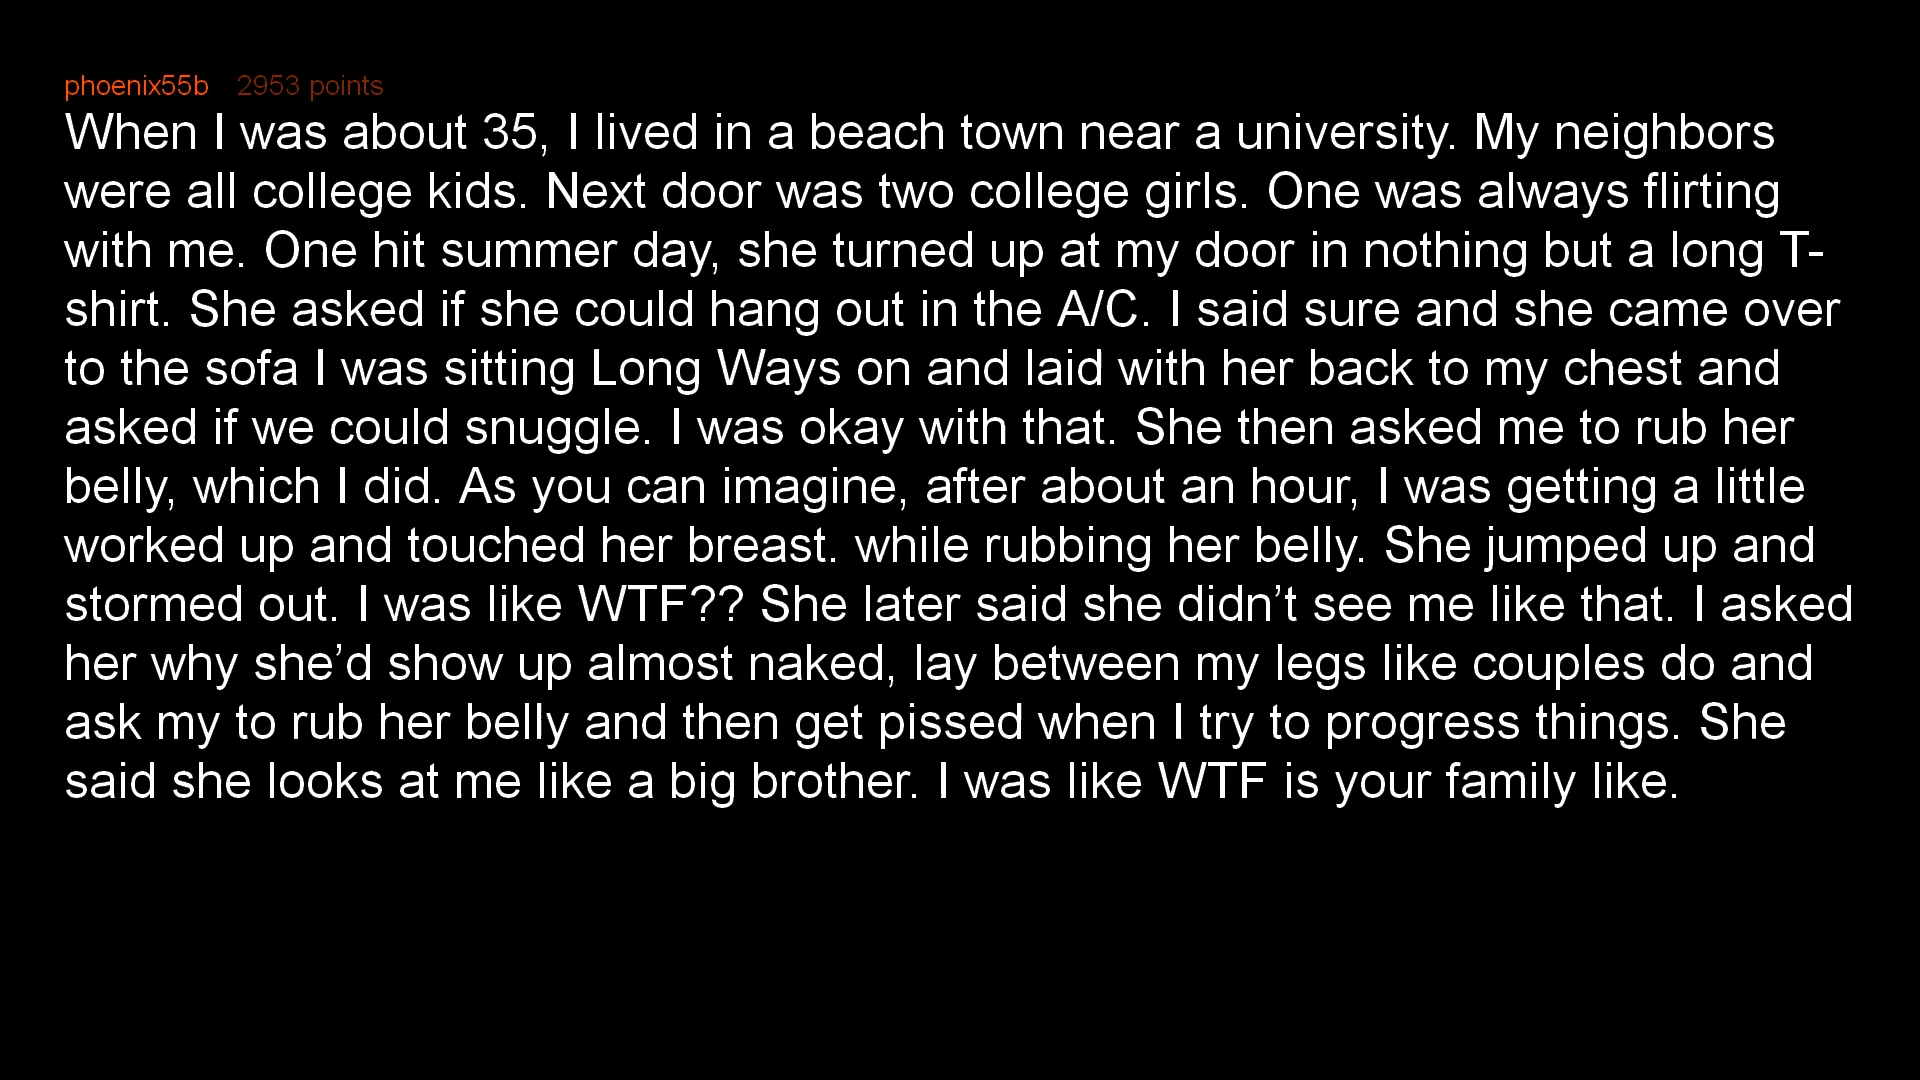 phoenix55b 2953 points
When I was about 35, I lived in a beach town near a university. My neighbors
were all college kids. Next door was two college girls. One was always flirting
with me. One hit summer day, she turned up at my door in nothing but a long T-
shirt. She asked if she could hang out in the A/C. I said sure and she came over
to the sofa I was sitting Long Ways on and laid with her back to my chest and
asked if we could snuggle. I was okay with that. She then asked me to rub her
belly, which I did. As you can imagine, after about an hour, I was getting a little
worked up and touched her breast. while rubbing her belly. She jumped up and
stormed out. I was like WTF?? She later said she didn’t see me like that. I asked
her why she’d show up almost naked, lay between my legs like couples do and
ask my to rub her belly and then get pissed when I try to progress things. She
said she looks at me like a big brother. I was like WTF is your family like.